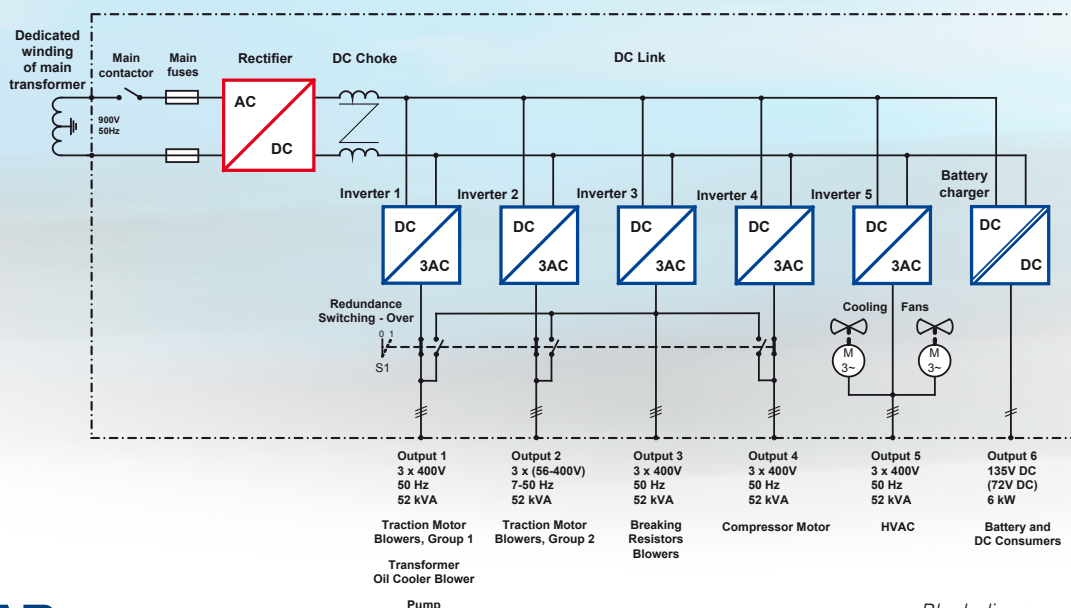 Dedicated
winding
of main
transformer
Main
contactor
Main
fuses
Rectifier
DC Choke
DC Link
900V
50Hz
AC
DC
Inverter 1
Inverter 2
Inverter 3
Inverter 4
Inverter 5
Battery
charger
DC
3AC
DC
3AC
DC
3AC
DC
3AC
DC
3AC
DC
DC
Redundance
Switching - Over
0 1
S1
Cooling Fans
M
3~
M
3~
Output 1
3 x 400V
50 Hz
52 kVA
Traction Motor
Blowers, Group 1
Transformer
Oil Cooler Blower
Pump
Output 2
3 x (56-400V)
7-50 Hz
52 kVA
Traction Motor
Blowers, Group 2
Output 3
3 x 400V
50 Hz
52 kVA
Breaking
Resistors
Blowers
Output 4
3 x 400V
50 Hz
52 kVA
Compressor Motor
Output 5
3 x 400V
50 Hz
52 kVA
HVAC
Output 6
135V DC
(72V DC)
6 kW
Battery and
DC Consumers